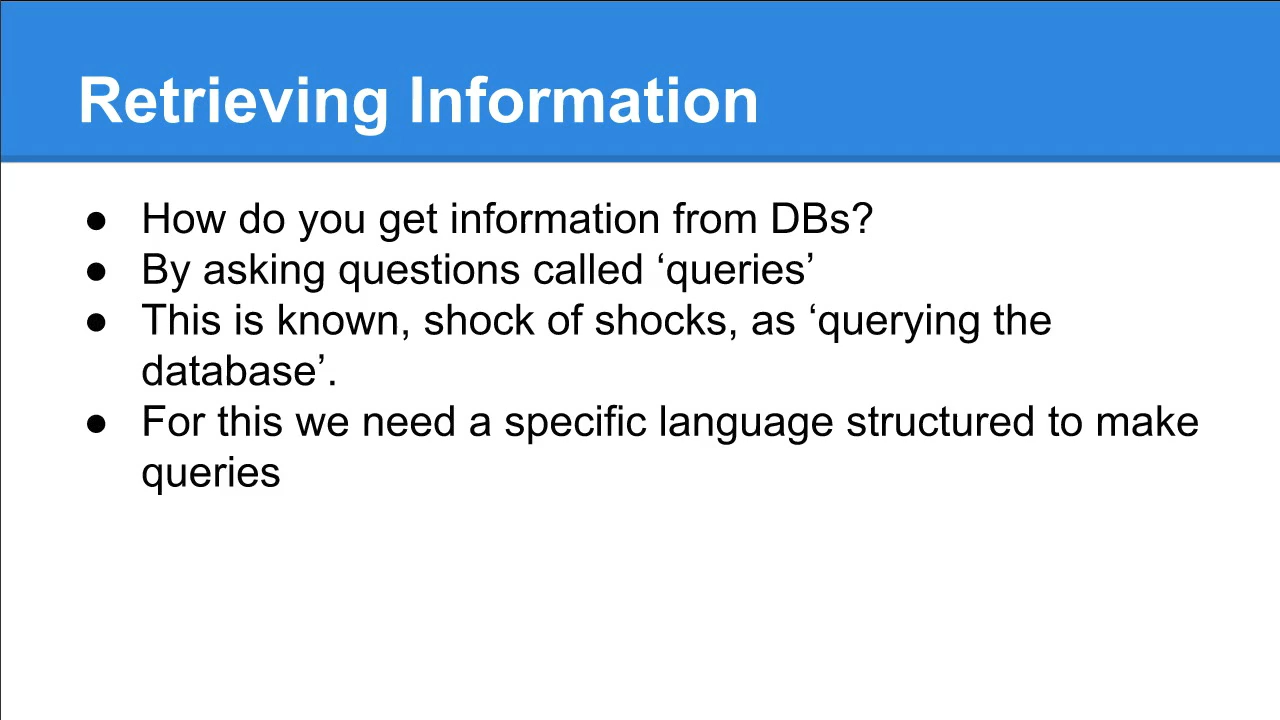 Retrieving Information
● How do you get information from DBs?
● By asking questions called ‘queries’
● This is known, shock of shocks, as ‘querying the
database’.
● For this we need a specific language structured to make
queries